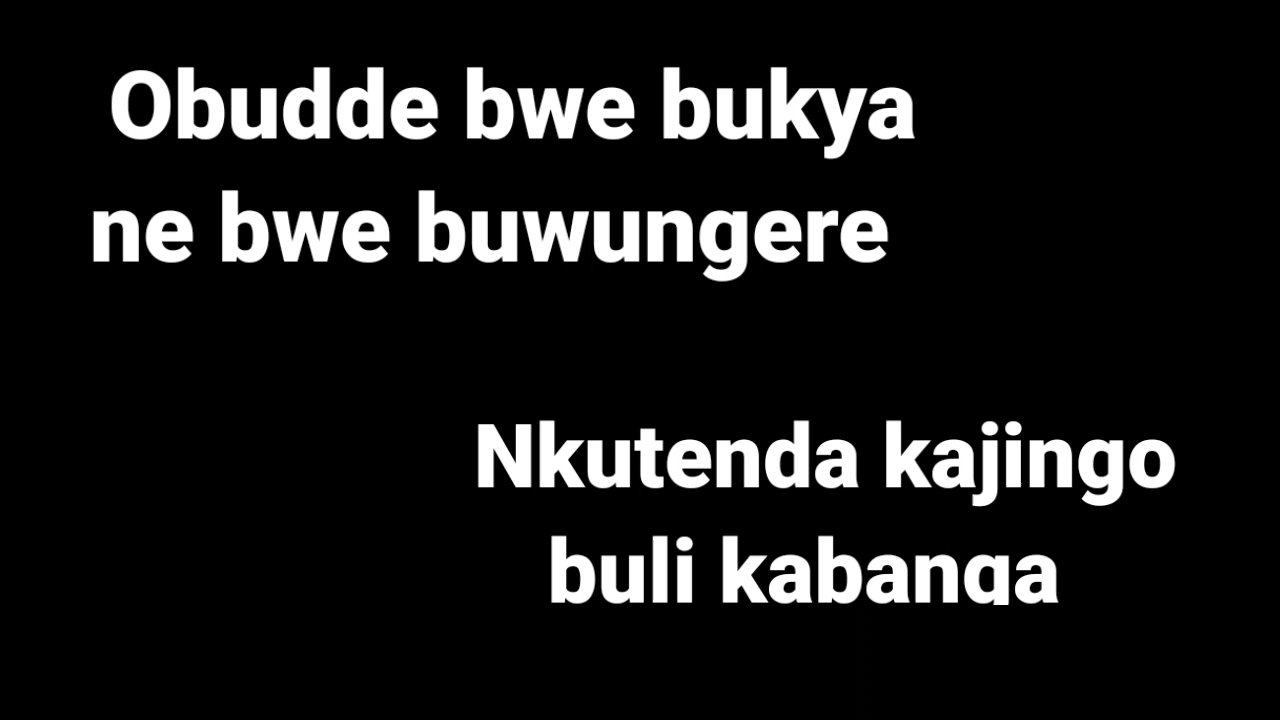 Obudde bwe bukya
ne bwe buwungere
Nkutenda kajingo
buli kabanga